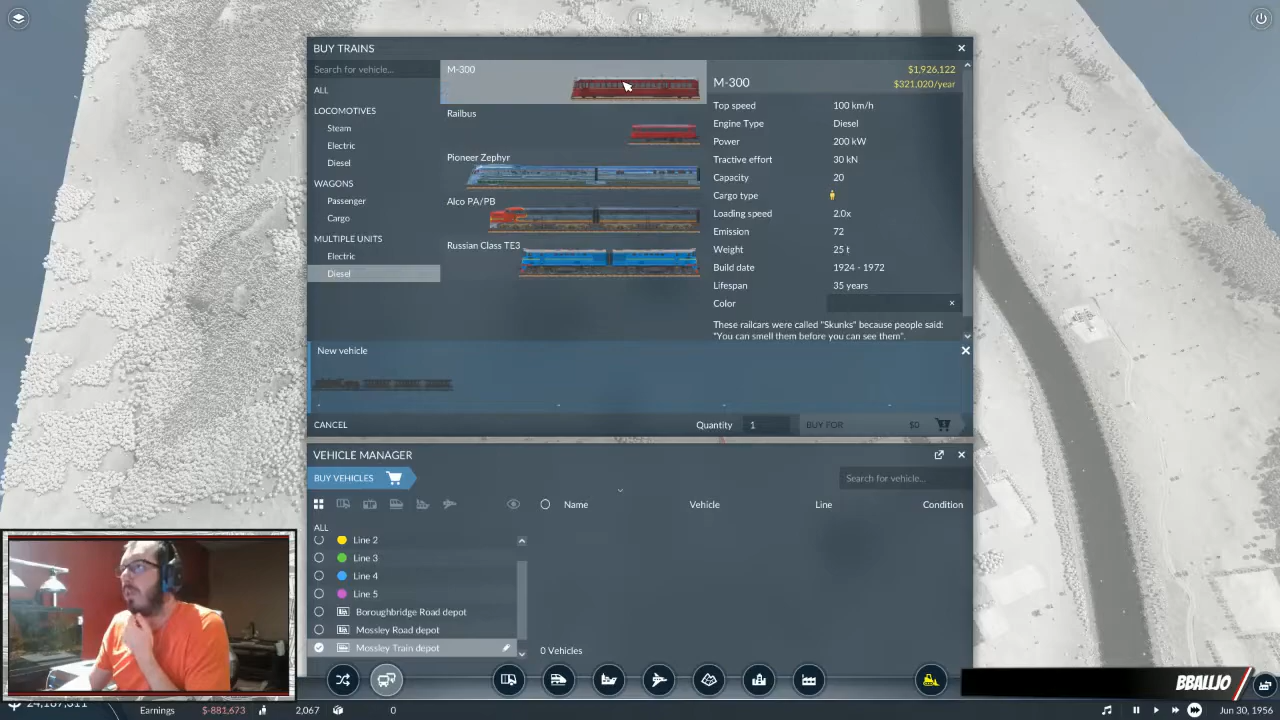 BUY TRAINS
Search for vehicle...
ALL
LOCOMOTIVES
Steam
Electric
Diesel
WAGONS
Passenger
Cargo
MULTIPLE UNITS
Electric
Diesel
M-300
Railbus
Pioneer Zephyr
Alco PA/PB
Russian Class TE3
$1,926,122
M-300
$321,020/year
Top speed 100 km/h
Engine Type Diesel
Power 200 kW
Tractive effort 30 kN
Capacity 20
Cargo type
Loading speed 2.0x
Emission 72
Weight 25 t
Build date 1924 - 1972
Lifespan 35 years
Color
These railcars were called "Skunks" because people said:
"You can smell them before you can see them".
New vehicle
CANCEL
Quantity 1
BUY FOR $0
VEHICLE MANAGER
BUY VEHICLES
Search for vehicle...
Name Vehicle Line Condition
ALL
Line 2
Line 3
Line 4
Line 5
Boroughbridge Road depot
Mossley Road depot
Mossley Train depot
0 Vehicles
BBALLJO
Earnings $-881,673
2,067
0
Jun 30, 1956